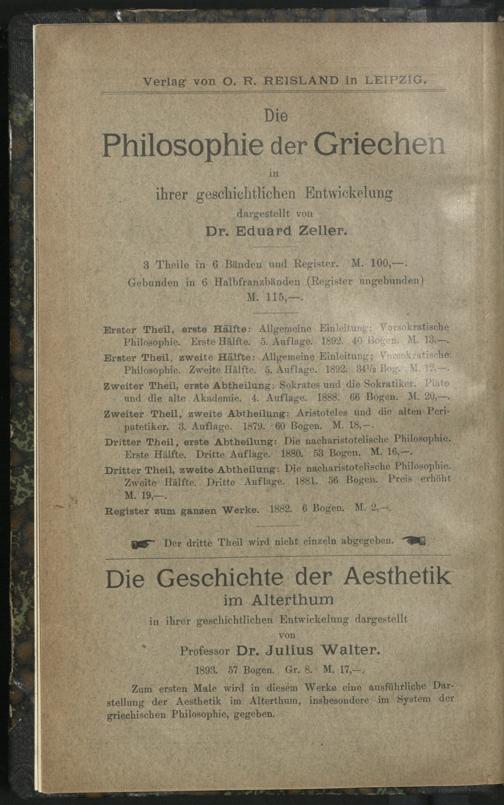 Verlag von O. R. REISLAND in LEIPZIG.
Die
Philosophie der Griechen
in
ihrer geschichtlichen Entwickelung
dargestellt von
Dr. Eduard Zeller.
3 Theile in 6 Bänden und Register. M. 100,—.
Gebunden in 6 Halbfranzbänden (Register ungebunden)
M. 115,—.
Erster Theil, erste Hälfte: Allgemeine Einleitung; Vorsokratische
Philosophie. Erste Hälfte. 5. Auflage. 1892. 40 Bogen. M. 13,—.
Erster Theil, zweite Hälfte: Allgemeine Einleitung; Vorsokratische
Philosophie. Zweite Hälfte. 5. Auflage. 1892. 34½ Bog. M. 12,—.
Zweiter Theil, erste Abtheilung: Sokrates und die Sokratiker. Plato
und die alte Akademie. 4. Auflage. 1888. 66 Bogen. M. 20,—.
Zweiter Theil, zweite Abtheilung: Aristoteles und die alten Peri-
patetiker. 3. Auflage. 1879. 60 Bogen. M. 18,—.
Dritter Theil, erste Abtheilung: Die nacharistotelische Philosophie.
Erste Hälfte. Dritte Auflage. 1880. 53 Bogen. M. 16,—.
Dritter Theil, zweite Abtheilung: Die nacharistotelische Philosophie.
Zweite Hälfte. Dritte Auflage. 1881. 56 Bogen. Preis erhöht
M. 19,—.
Register zum ganzen Werke. 1882. 6 Bogen. M. 2,—.
Der dritte Theil wird nicht einzeln abgegeben.
Die Geschichte der Aesthetik
im Alterthum
in ihrer geschichtlichen Entwickelung dargestellt
von
Professor Dr. Julius Walter.
1893. 57 Bogen. Gr. 8. M. 17,—.
Zum ersten Male wird in diesem Werke eine ausführliche Dar-
stellung der Aesthetik im Alterthum, insbesondere im System der
griechischen Philosophie, gegeben.